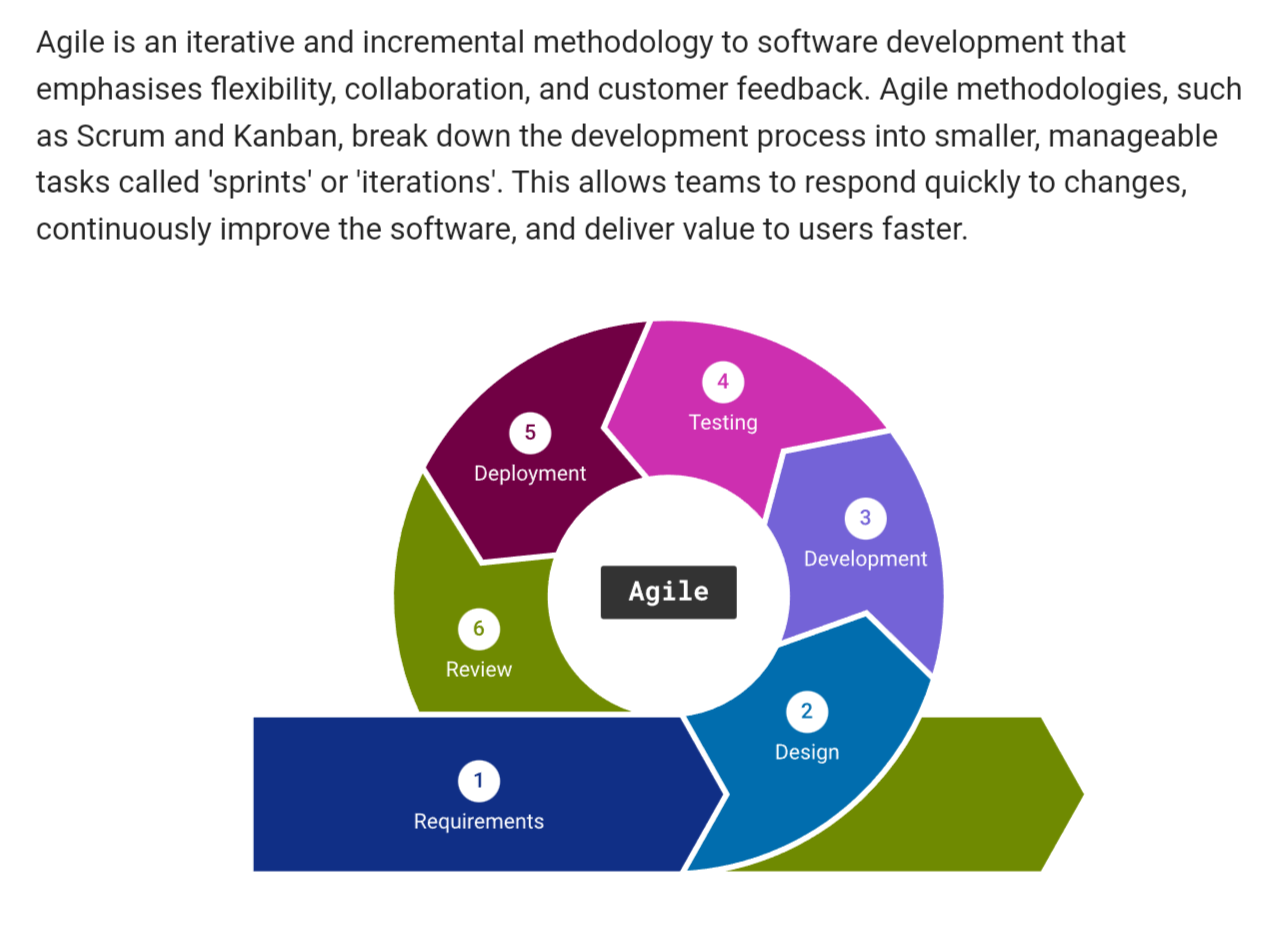 Agile is an iterative and incremental methodology to software development that
emphasises flexibility, collaboration, and customer feedback. Agile methodologies, such
as Scrum and Kanban, break down the development process into smaller, manageable
tasks called 'sprints' or 'iterations'. This allows teams to respond quickly to changes,
continuously improve the software, and deliver value to users faster.
4
Testing
5
Deployment
3
Development
Agile
6
Review
2
Design
1
Requirements